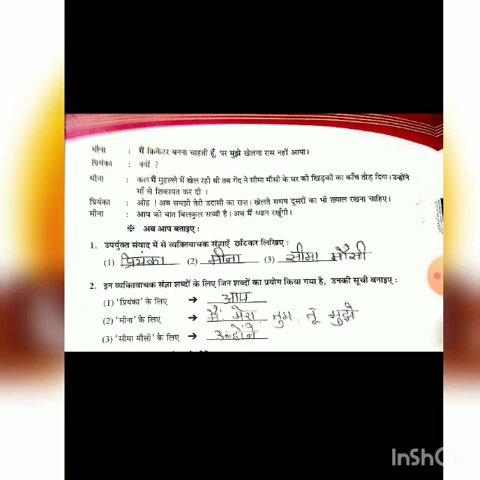 मीना : मैं क्रिकेटर बनना चाहती हूँ, पर मुझे खेलना रास नहीं आया।
प्रियंका : क्यों ?
मीना : कल मैं मुहल्ले में खेल रही थी तब गेंद ने सीमा मौसी के घर की खिड़की का काँच तोड़ दिया। उन्होंने
माँ से शिकायत कर दी ।
प्रियंका : ओह ! अब समझी तेरी उदासी का राज। खेलते समय दूसरों का भी ख्याल रखना चाहिए।
मीना : आप की बात बिलकुल सच्ची है। अब मैं ध्यान रखूँगी।
❋ अब आप बताइए :
1. उपर्युक्त संवाद में से व्यक्तिवाचक संज्ञाएँ छाँटकर लिखिए :
(1) प्रियंका (2) मीना (3) सीमा मौसी
2. इन व्यक्तिवाचक संज्ञा शब्दों के लिए जिन शब्दों का प्रयोग किया गया है, उनकी सूची बनाइए :
(1) 'प्रियंका' के लिए → आप
(2) 'मीना' के लिए → मैं, मेरा, तुम, तू मुझे
(3) 'सीमा मौसी' के लिए → उन्होंने
InShOt